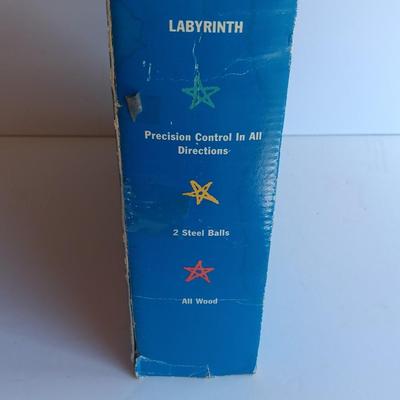 LABYRINTH
Precision Control In All
Directions
2 Steel Balls
All Wood